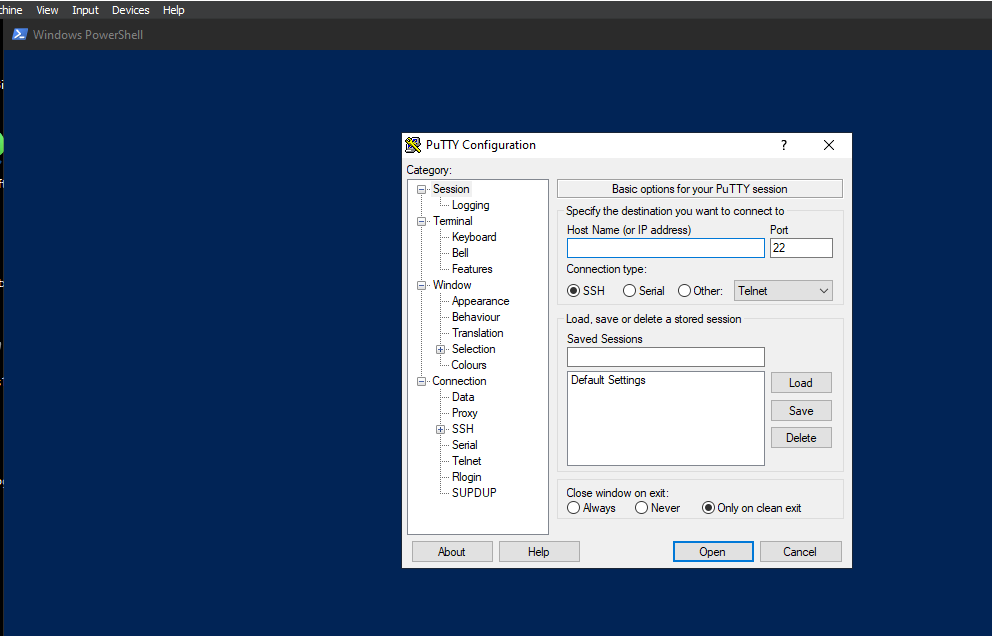 View Input Devices Help
Windows PowerShell
PuTTY Configuration ?
Category:
Session
Logging
Terminal
Keyboard
Bell
Features
Window
Appearance
Behaviour
Translation
Selection
Colours
Connection
Data
Proxy
SSH
Serial
Telnet
Rlogin
SUPDUP
Basic options for your PuTTY session
Specify the destination you want to connect to
Host Name (or IP address) Port
22
Connection type:
SSH Serial Other: Telnet
Load, save or delete a stored session
Saved Sessions
Default Settings
Load
Save
Delete
Close window on exit:
Always Never Only on clean exit
About Help Open Cancel